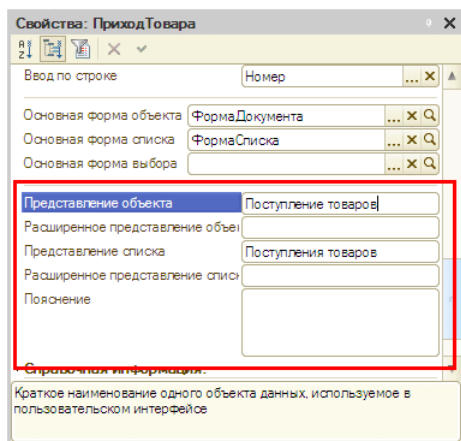 Свойства: ПриходТовара
Ввод по строке Номер ...
Основная форма объекта ФормаДокумента ...
Основная форма списка ФормаСписка ...
Основная форма выбора ...
Представление объекта Поступление товаров
Расширенное представление объе
Представление списка Поступления товаров
Расширенное представление списк
Пояснение
Справочная информация:
Краткое наименование одного объекта данных, используемое в
пользовательском интерфейсе